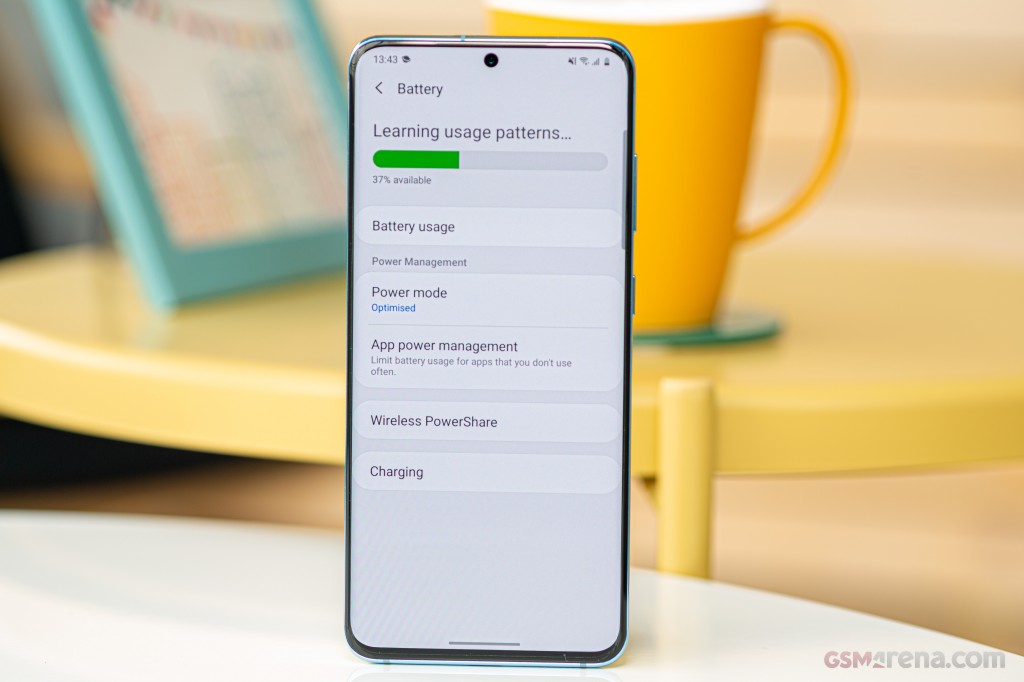 13:43
Battery
Learning usage patterns...
37% available
Battery usage
Power Management
Power mode
Optimised
App power management
Limit battery usage for apps that you don't use
often.
Wireless PowerShare
Charging
GSMArena.com